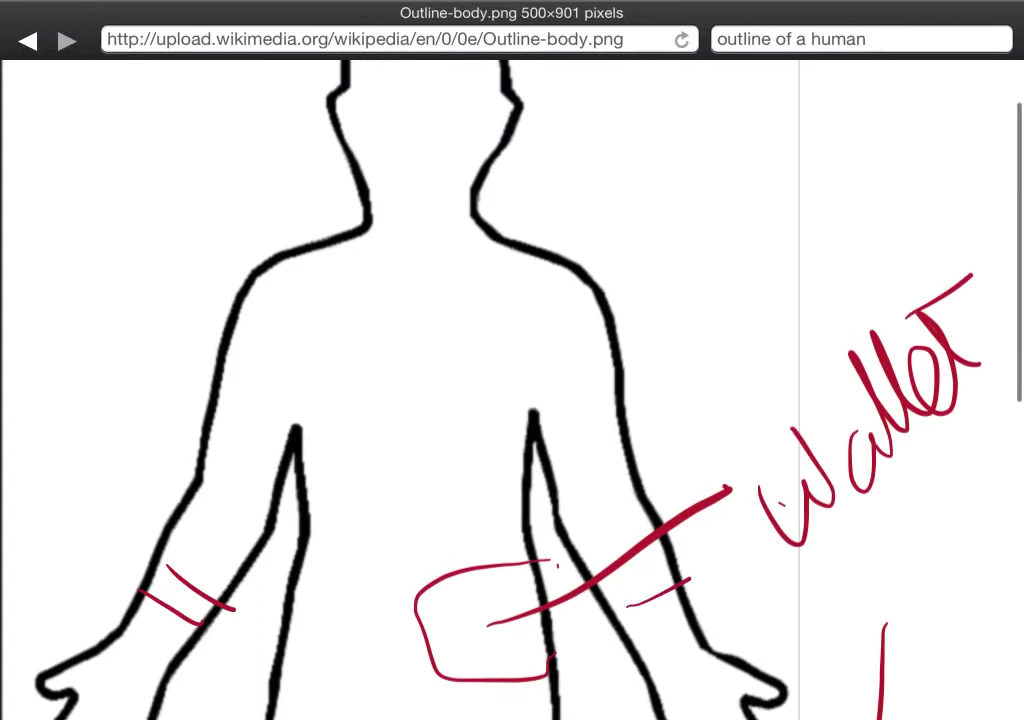 Outline-body.png 500×901 pixels
http://upload.wikimedia.org/wikipedia/en/0/0e/Outline-body.png
outline of a human
Wallet